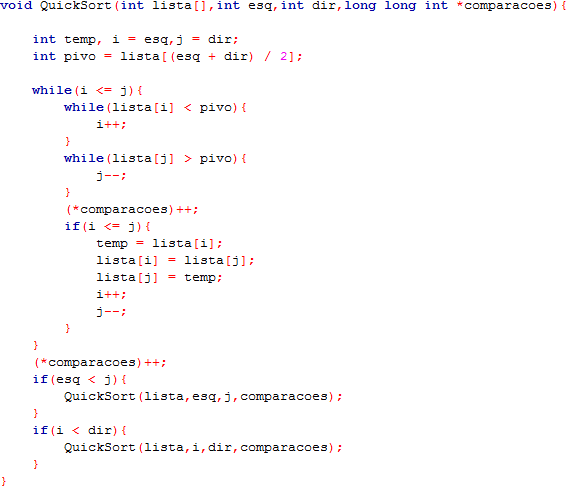 void QuickSort(int lista[],int esq,int dir,long long int *comparacoes){
int temp, i = esq,j = dir;
int pivo = lista[(esq + dir) / 2];
while(i <= j){
while(lista[i] < pivo){
i++;
}
while(lista[j] > pivo){
j--;
}
(*comparacoes)++;
if(i <= j){
temp = lista[i];
lista[i] = lista[j];
lista[j] = temp;
i++;
j--;
}
}
(*comparacoes)++;
if(esq < j){
QuickSort(lista,esq,j,comparacoes);
}
if(i < dir){
QuickSort(lista,i,dir,comparacoes);
}
}